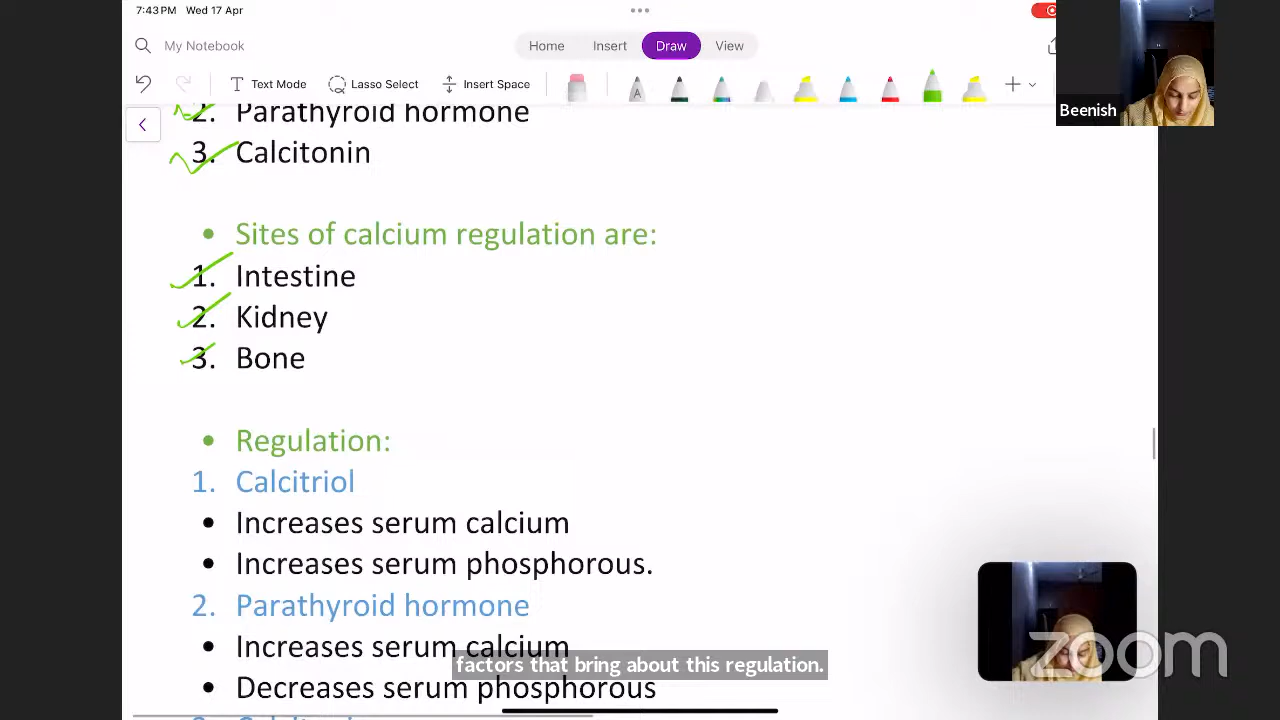 7:43 PM Wed 17 Apr
My Notebook
Home Insert Draw View
Text Mode Lasso Select Insert Space
A
Beenish
2. Parathyroid hormone
3. Calcitonin
• Sites of calcium regulation are:
1. Intestine
2. Kidney
3. Bone
• Regulation:
1. Calcitriol
• Increases serum calcium
• Increases serum phosphorous.
2. Parathyroid hormone
• Increases serum calcium
factors that bring about this regulation.
• Decreases serum phosphorous
zoom